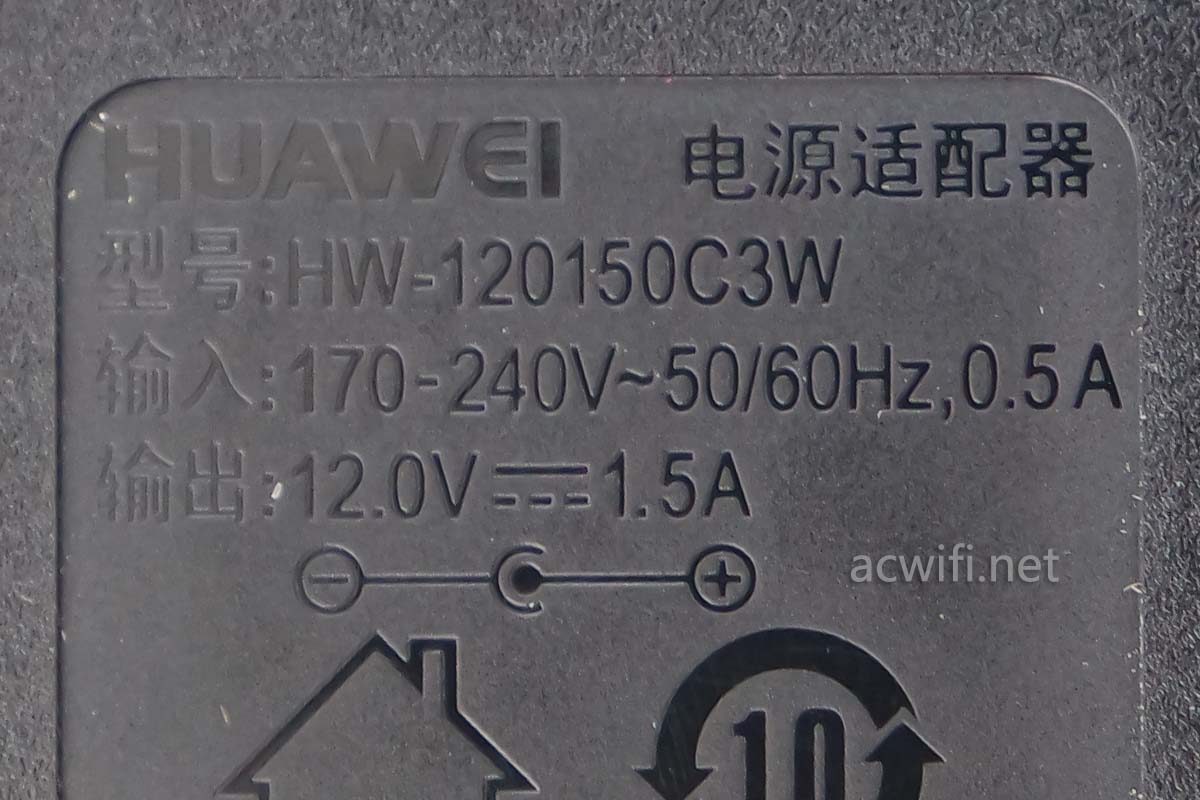 HUAWEI 电源适配器
型号:HW-120150C3W
输入:170-240V~50/60Hz,0.5A
输出:12.0V⎓1.5A
acwifi.net
10